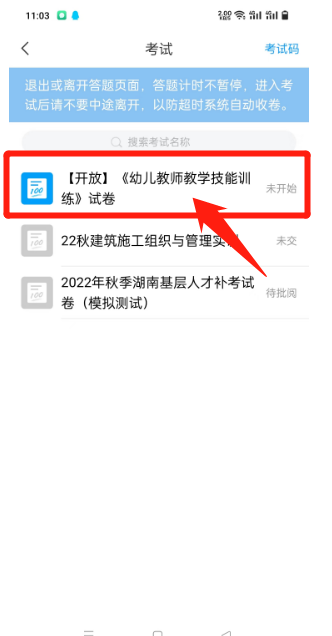 11:03
考试
考试码
退出或离开答题页面，答题计时不暂停，进入考
试后请不要中途离开，以防超时系统自动收卷。
搜索考试名称
【开放】《幼儿教师教学技能训
练》试卷
未开始
22秋建筑施工组织与管理实
未交
2022年秋季湖南基层人才补考试
卷（模拟测试）
待批阅